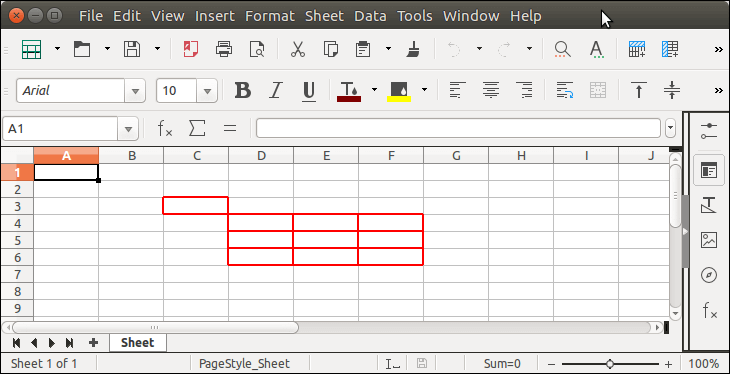 File Edit View Insert Format Sheet Data Tools Window Help
A
Arial 10 B I U T
A1 fx Σ =
A B C D E F G H I J
1
2
3
4
5
6
7
8
9
Sheet
Sheet 1 of 1 PageStyle_Sheet Sum=0 100%